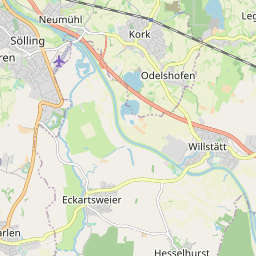 Neumühl
Kork
Leg
Sölling
ren
Odelshofen
Willstätt
Eckartsweier
arlen
Hesselhurst